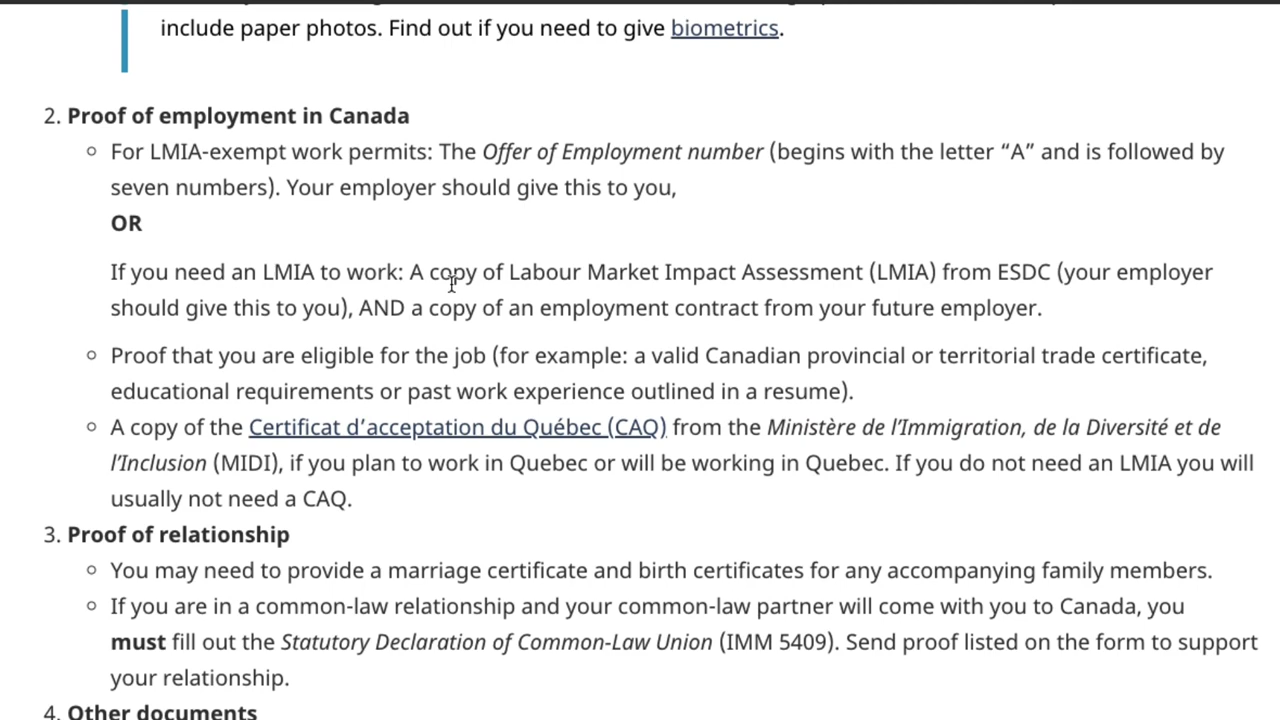 include paper photos. Find out if you need to give biometrics.
2. Proof of employment in Canada
○ For LMIA-exempt work permits: The Offer of Employment number (begins with the letter “A” and is followed by
seven numbers). Your employer should give this to you,
OR
If you need an LMIA to work: A copy of Labour Market Impact Assessment (LMIA) from ESDC (your employer
should give this to you), AND a copy of an employment contract from your future employer.
○ Proof that you are eligible for the job (for example: a valid Canadian provincial or territorial trade certificate,
educational requirements or past work experience outlined in a resume).
○ A copy of the Certificat d’acceptation du Québec (CAQ) from the Ministère de l’Immigration, de la Diversité et de
l’Inclusion (MIDI), if you plan to work in Quebec or will be working in Quebec. If you do not need an LMIA you will
usually not need a CAQ.
3. Proof of relationship
○ You may need to provide a marriage certificate and birth certificates for any accompanying family members.
○ If you are in a common-law relationship and your common-law partner will come with you to Canada, you
must fill out the Statutory Declaration of Common-Law Union (IMM 5409). Send proof listed on the form to support
your relationship.
4. Other documents